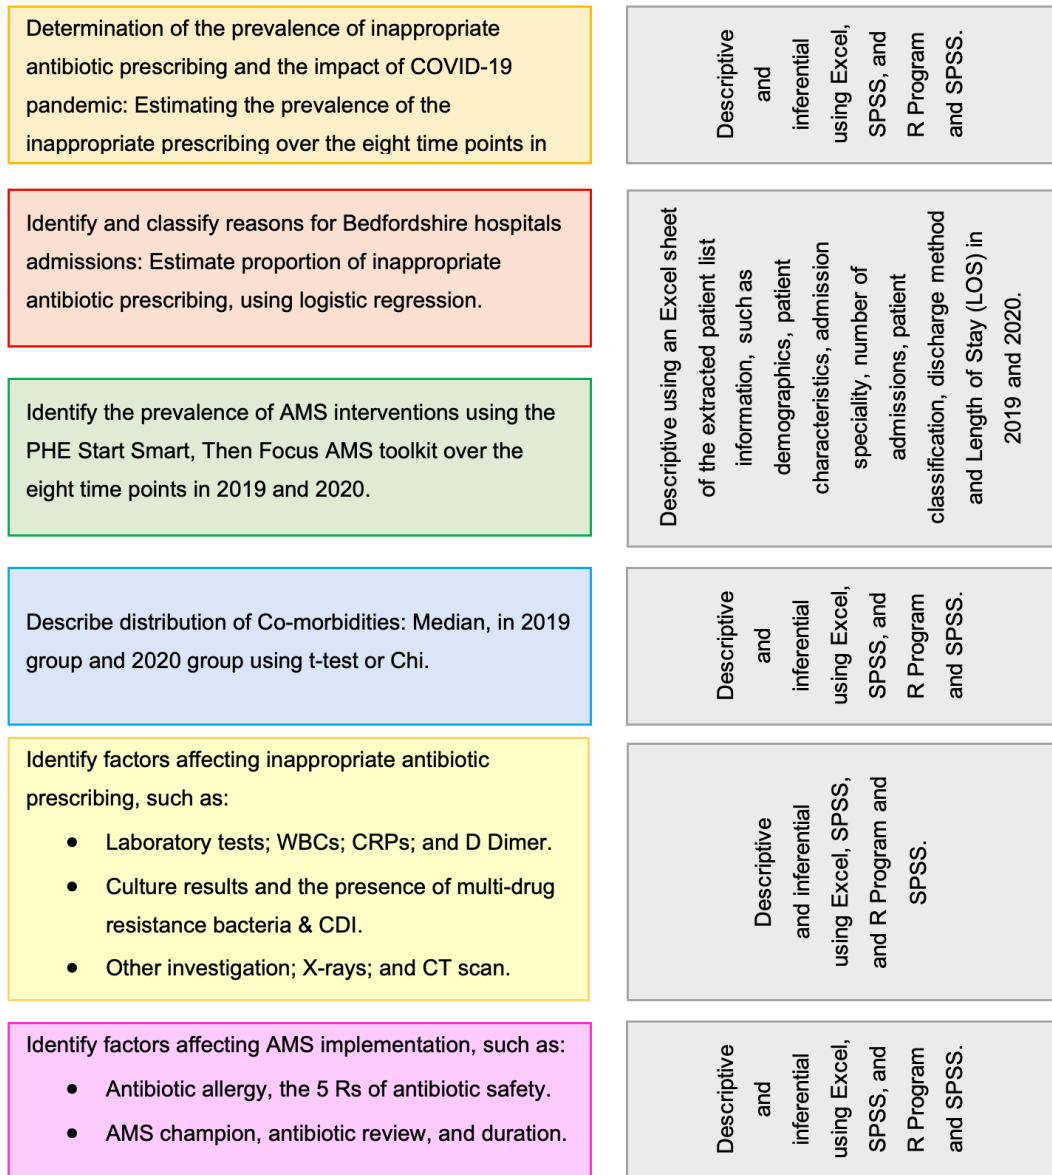 Determination of the prevalence of inappropriate
antibiotic prescribing and the impact of COVID-19
pandemic: Estimating the prevalence of the
inappropriate prescribing over the eight time points in
Descriptive
and
inferential
using Excel,
SPSS, and
R Program
and SPSS.
Identify and classify reasons for Bedfordshire hospitals
admissions: Estimate proportion of inappropriate
antibiotic prescribing, using logistic regression.
Descriptive using an Excel sheet
of the extracted patient list
information, such as
demographics, patient
characteristics, admission
speciality, number of
admissions, patient
classification, discharge method
and Length of Stay (LOS) in
2019 and 2020.
Identify the prevalence of AMS interventions using the
PHE Start Smart, Then Focus AMS toolkit over the
eight time points in 2019 and 2020.
Describe distribution of Co-morbidities: Median, in 2019
group and 2020 group using t-test or Chi.
Descriptive
and
inferential
using Excel,
SPSS, and
R Program
and SPSS.
Identify factors affecting inappropriate antibiotic
prescribing, such as:
• Laboratory tests; WBCs; CRPs; and D Dimer.
• Culture results and the presence of multi-drug
resistance bacteria & CDI.
• Other investigation; X-rays; and CT scan.
Descriptive
and inferential
using Excel, SPSS,
and R Program and
SPSS.
Identify factors affecting AMS implementation, such as:
• Antibiotic allergy, the 5 Rs of antibiotic safety.
• AMS champion, antibiotic review, and duration.
Descriptive
and
inferential
using Excel,
SPSS, and
R Program
and SPSS.